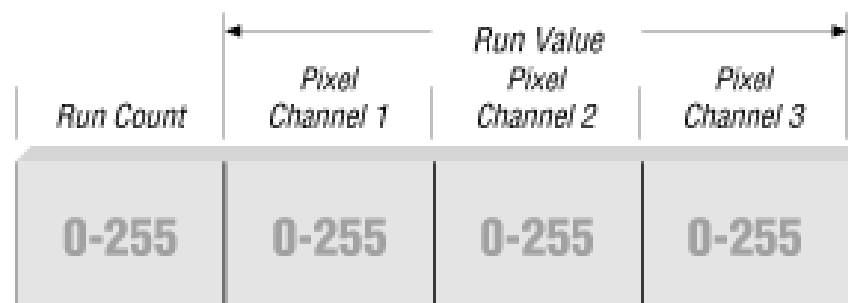 Run Value
Run Count
Pixel
Channel 1
Pixel
Channel 2
Pixel
Channel 3
0-255 0-255 0-255 0-255